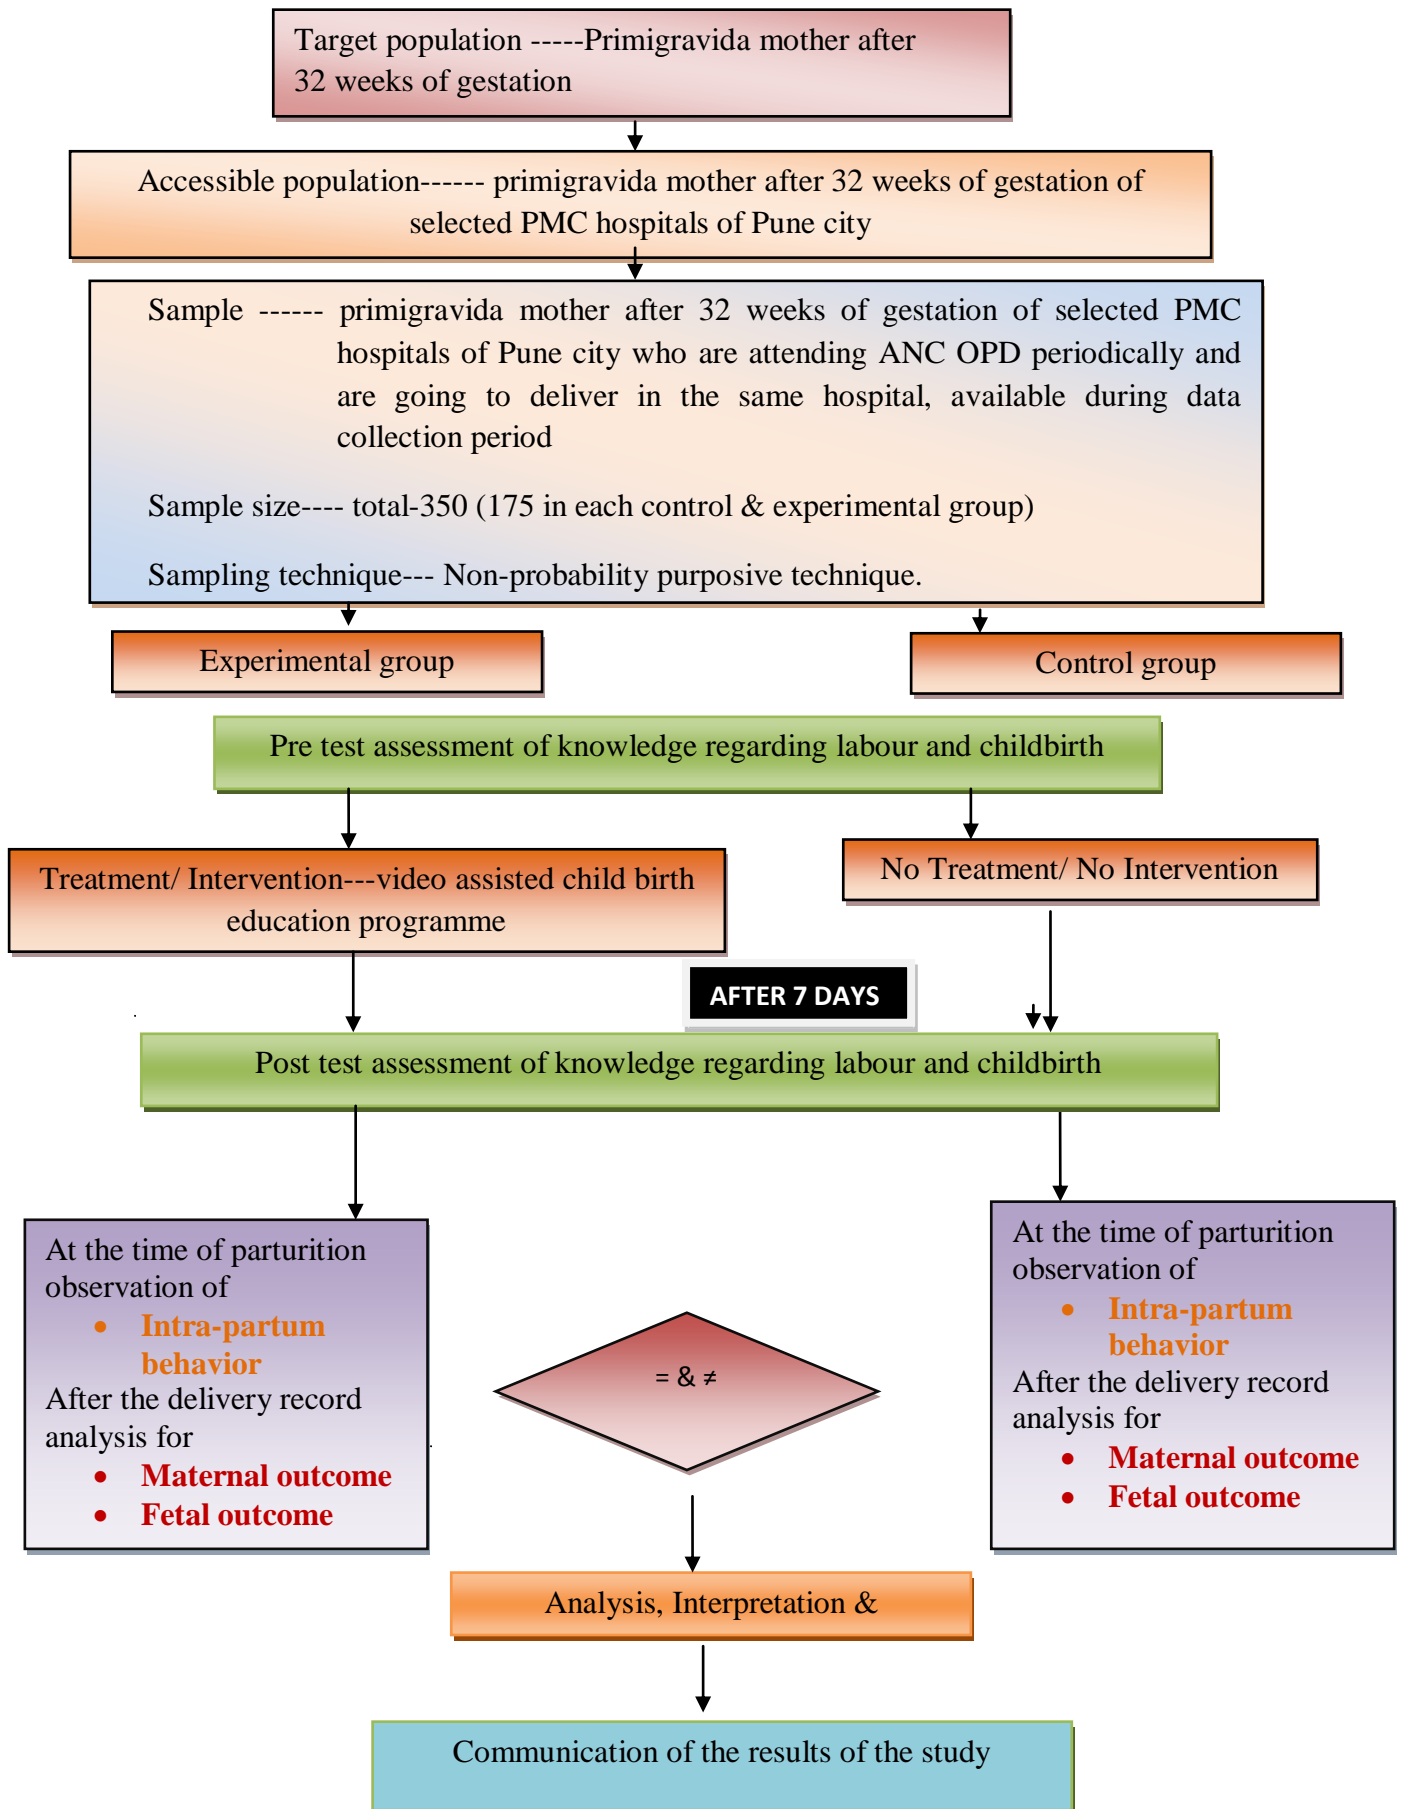 Target population -----Primigravida mother after
32 weeks of gestation
Accessible population------ primigravida mother after 32 weeks of gestation of
selected PMC hospitals of Pune city
Sample ------ primigravida mother after 32 weeks of gestation of selected PMC
hospitals of Pune city who are attending ANC OPD periodically and
are going to deliver in the same hospital, available during data
collection period
Sample size---- total-350 (175 in each control & experimental group)
Sampling technique--- Non-probability purposive technique.
Experimental group
Control group
Pre test assessment of knowledge regarding labour and childbirth
Treatment/ Intervention---video assisted child birth
education programme
No Treatment/ No Intervention
AFTER 7 DAYS
Post test assessment of knowledge regarding labour and childbirth
At the time of parturition
observation of
• Intra-partum
behavior
After the delivery record
analysis for
• Maternal outcome
• Fetal outcome
= & ≠
At the time of parturition
observation of
• Intra-partum
behavior
After the delivery record
analysis for
• Maternal outcome
• Fetal outcome
Analysis, Interpretation &
Communication of the results of the study